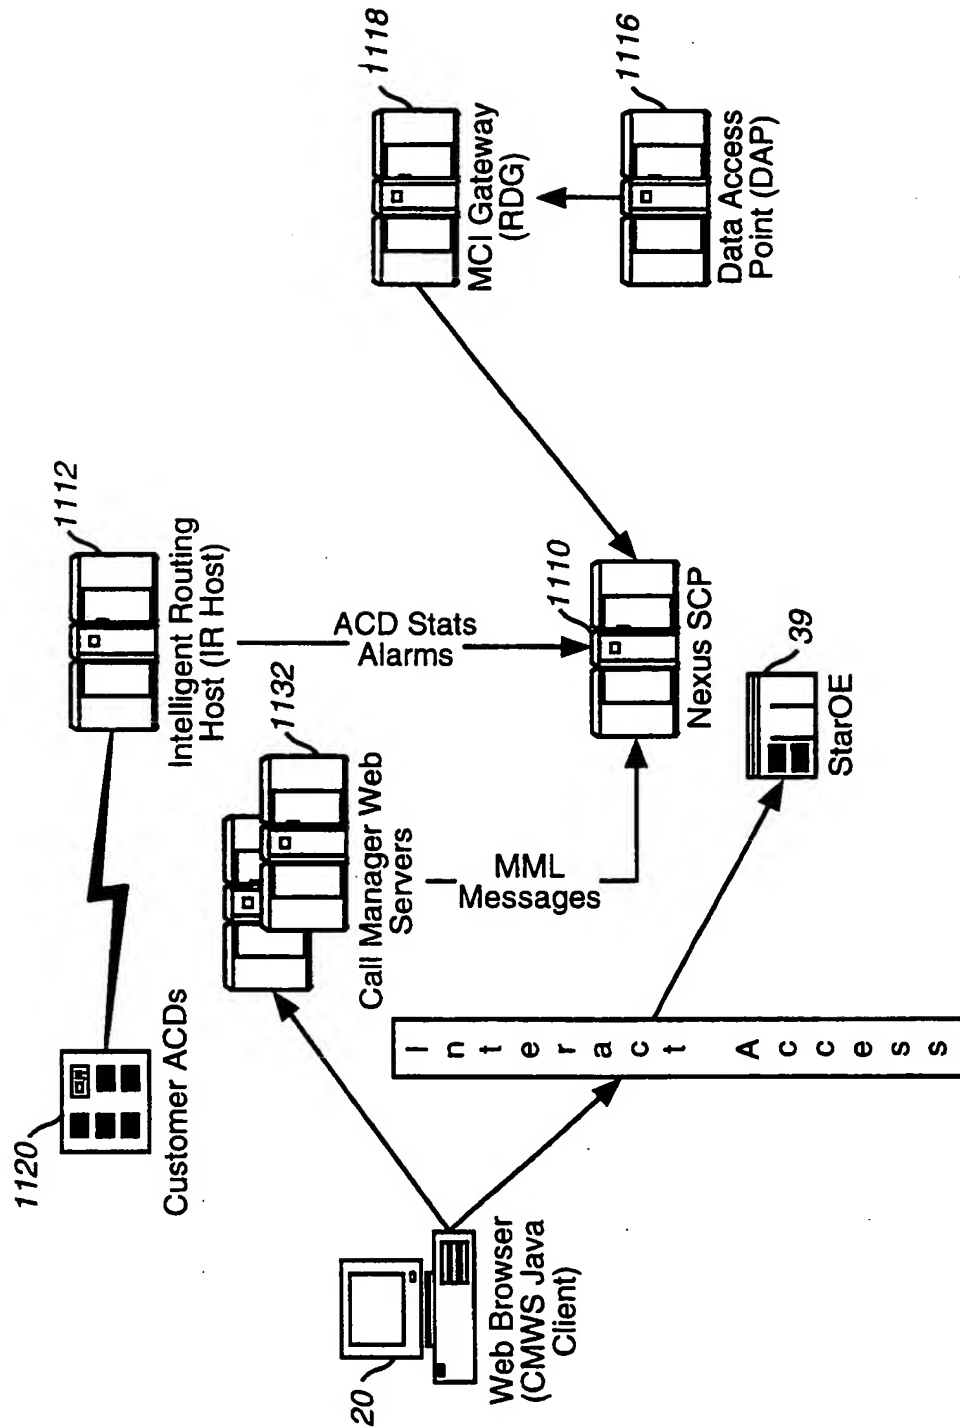 1120
Customer ACDs
1112
Intelligent Routing
Host (IR Host)
1118
MCI Gateway
(RDG)
1116
Data Access
Point (DAP)
ACD Stats
Alarms
1132
Call Manager Web
Servers
MML
Messages
1110
Nexus SCP
39
StarOE
20
Web Browser
(CMWS Java
Client)
Interact Access